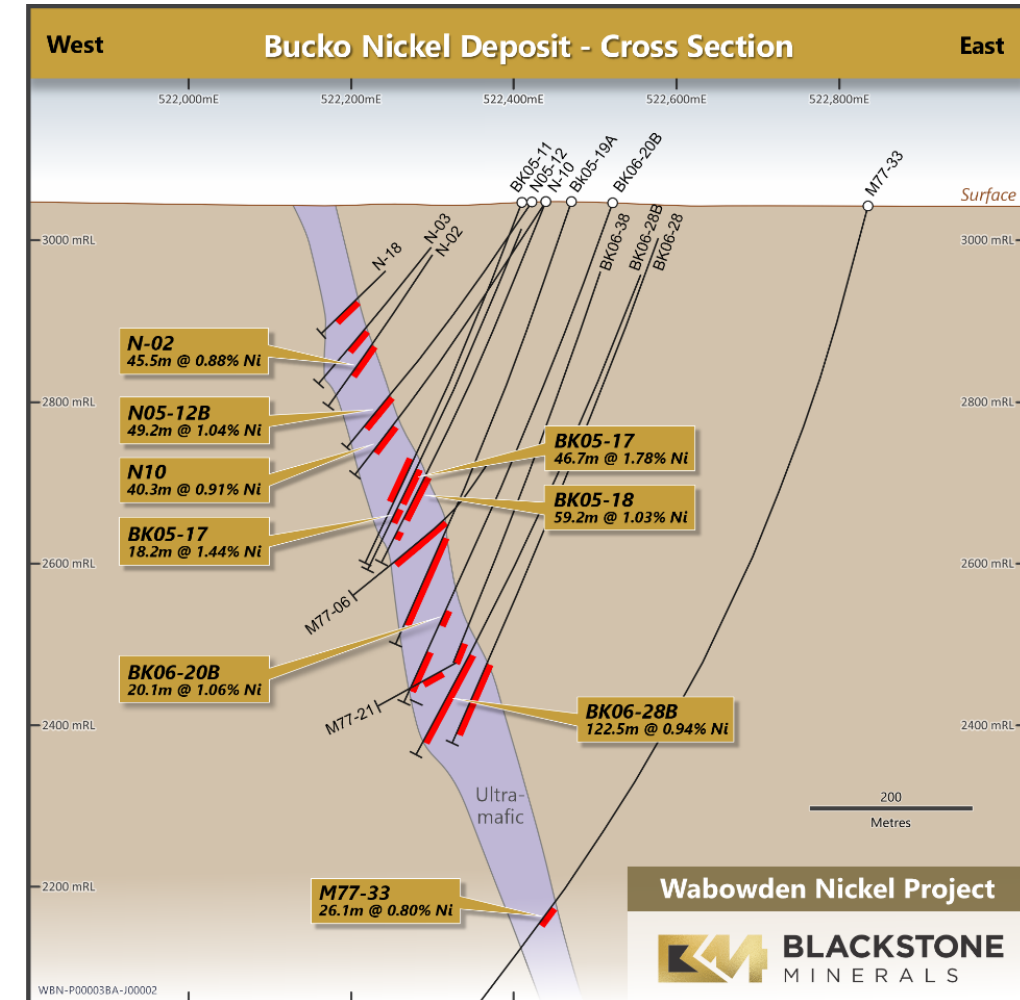 West
Bucko Nickel Deposit - Cross Section
East
522,000mE
522,200mE
522,400mE
522,600mE
522,800mE
BK05-11
N05-12
N-10
BK05-19A
BK06-20B
M77-33
Surface
3000 mRL
3000 mRL
N-18
N-03
N-02
BK06-38
BK06-28B
BK06-28
N-02
45.5m @ 0.88% Ni
2800 mRL
2800 mRL
N05-12B
49.2m @ 1.04% Ni
BK05-17
46.7m @ 1.78% Ni
N10
40.3m @ 0.91% Ni
BK05-18
59.2m @ 1.03% Ni
BK05-17
18.2m @ 1.44% Ni
2600 mRL
2600 mRL
M77-06
BK06-20B
20.1m @ 1.06% Ni
M77-21
BK06-28B
122.5m @ 0.94% Ni
2400 mRL
2400 mRL
Ultra-
mafic
200
Metres
2200 mRL
M77-33
26.1m @ 0.80% Ni
Wabowden Nickel Project
BLACKSTONE
MINERALS
WBN-P00003BA-J00002